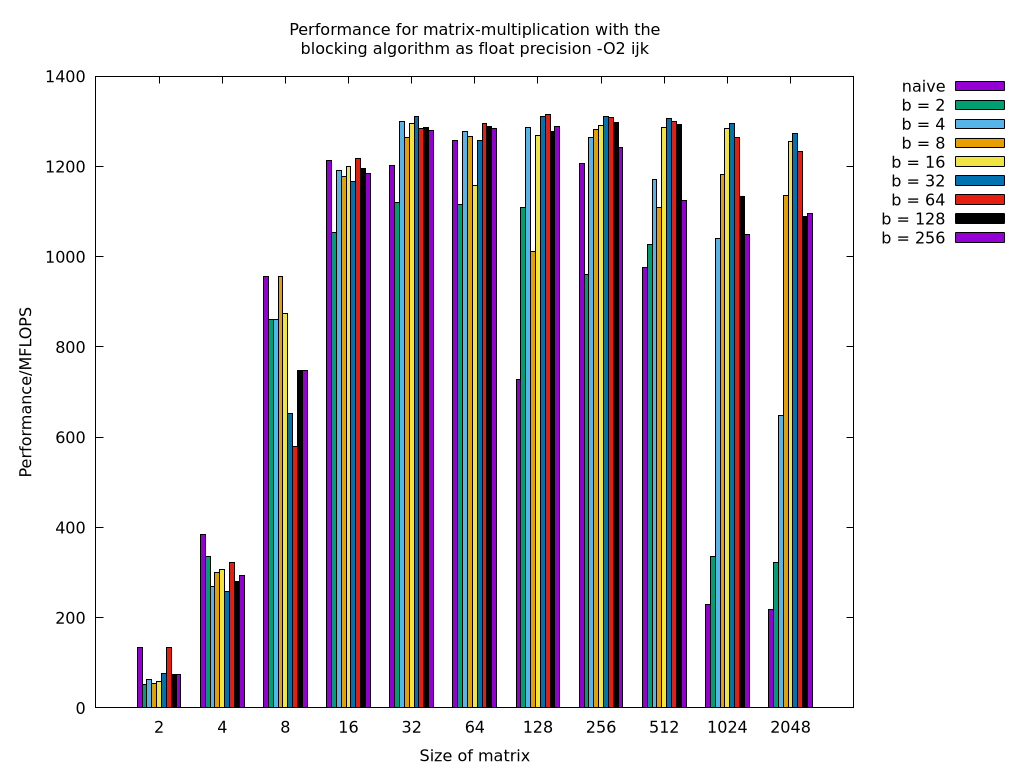 Performance for matrix-multiplication with the
blocking algorithm as float precision -O2 ijk
1400
1200
1000
800
600
400
200
0
Performance/MFLOPS
2 4 8 16 32 64 128 256 512 1024 2048
Size of matrix
naive
b = 2
b = 4
b = 8
b = 16
b = 32
b = 64
b = 128
b = 256